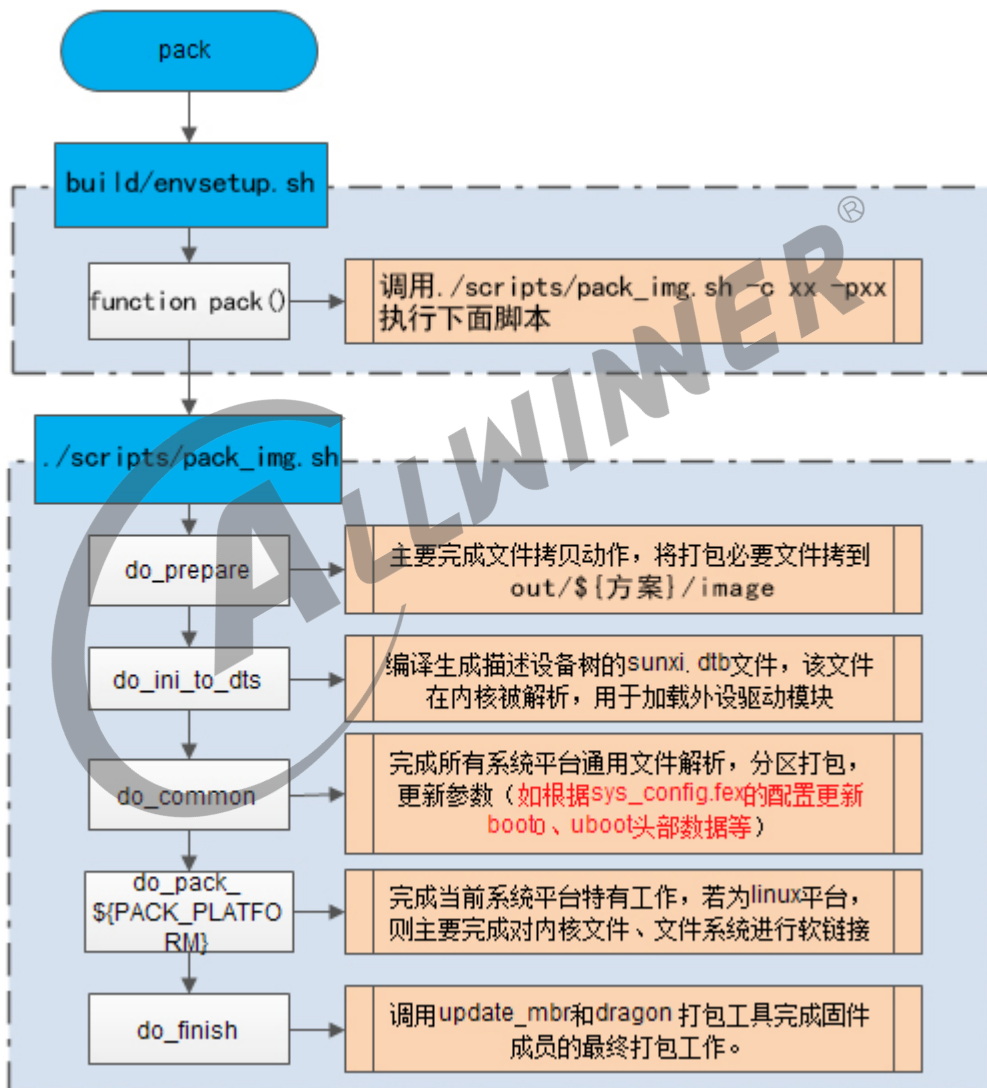 pack
build/envsetup.sh
function pack()
调用./scripts/pack_img.sh -c xx -pxx
执行下面脚本
./scripts/pack_img.sh
do_prepare
主要完成文件拷贝动作，将打包必要文件拷到
out/${方案}/image
do_ini_to_dts
编译生成描述设备树的sunxi.dtb文件，该文件
在内核被解析，用于加载外设驱动模块
do_common
完成所有系统平台通用文件解析，分区打包，
更新参数（如根据sys_config.fex的配置更新
boot0、uboot头部数据等）
do_pack_
${PACK_PLATFO
RM}
完成当前系统平台特有工作，若为linux平台，
则主要完成对内核文件、文件系统进行软链接
do_finish
调用update_mbr和dragon 打包工具完成固件
成员的最终打包工作。
ALLWINNER®